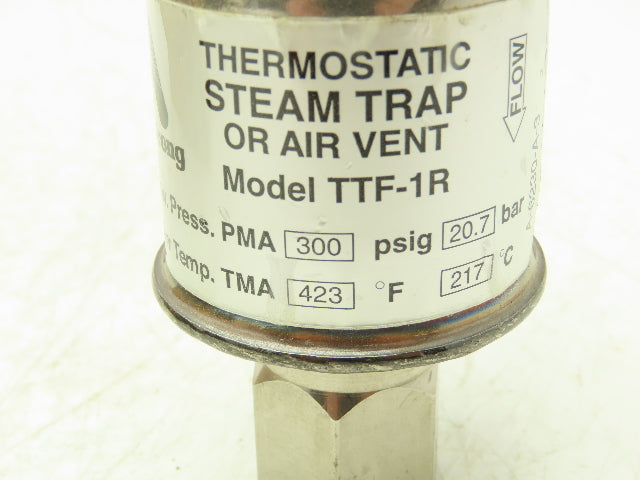 THERMOSTATIC
STEAM TRAP
OR AIR VENT
Model TTF-1R
Press. PMA 300 psig 20.7 bar
Temp. TMA 423 °F 217 °C
FLOW